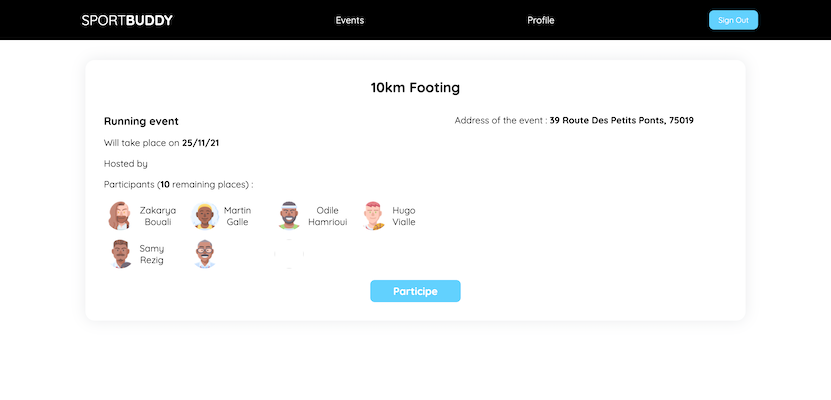 SPORTBUDDY
Events
Profile
Sign Out
10km Footing
Running event
Address of the event : 39 Route Des Petits Ponts, 75019
Will take place on 25/11/21
Hosted by
Participants (10 remaining places) :
Zakarya
Bouali
Martin
Galle
Odile
Hamrioui
Hugo
Vialle
Samy
Rezig
Participe